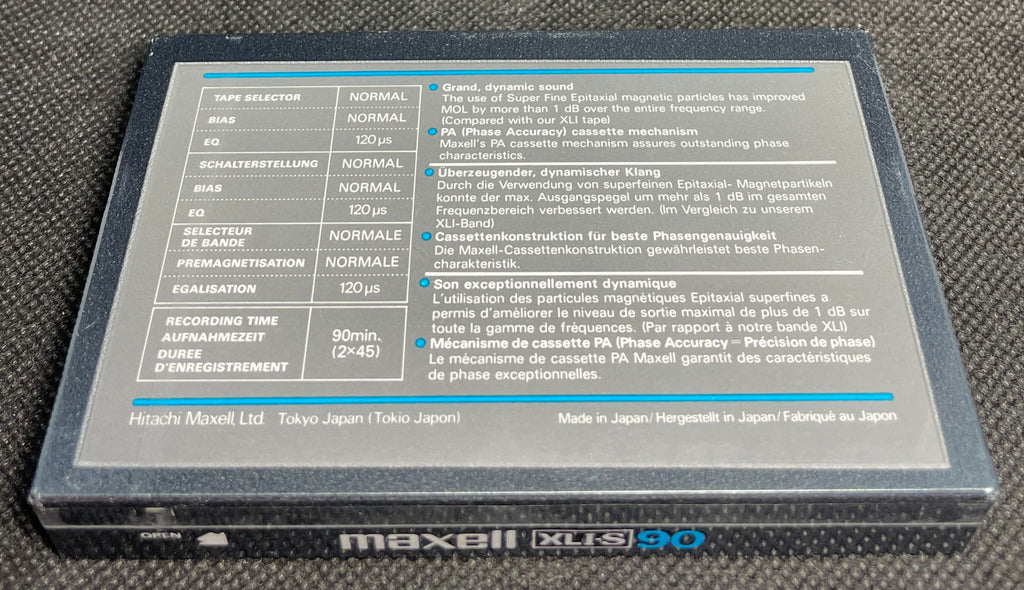 TAPE SELECTOR NORMAL
BIAS NORMAL
EQ 120µs
SCHALTERSTELLUNG NORMAL
BIAS NORMAL
EQ 120µs
SELECTEUR
DE BANDE NORMALE
PREMAGNETISATION NORMALE
EGALISATION 120µs
RECORDING TIME
AUFNAHMEZEIT 90min.
DUREE (2×45)
D'ENREGISTREMENT
Grand, dynamic sound
The use of Super Fine Epitaxial magnetic particles has improved
MOL by more than 1 dB over the entire frequency range.
(Compared with our XLI tape)
PA (Phase Accuracy) cassette mechanism
Maxell's PA cassette mechanism assures outstanding phase
characteristics.
Überzeugender, dynamischer Klang
Durch die Verwendung von superfeinen Epitaxial- Magnetpartikeln
konnte der max. Ausgangspegel um mehr als 1 dB im gesamten
Frequenzbereich verbessert werden. (Im Vergleich zu unserem
XLI-Band)
Cassettenkonstruktion für beste Phasengenauigkeit
Die Maxell-Cassettenkonstruktion gewährleistet beste Phasen-
charakteristik.
Son exceptionnellement dynamique
L'utilisation des particules magnétiques Epitaxial superfines a
permis d'améliorer le niveau de sortie maximal de plus de 1 dB sur
toute la gamme de fréquences. (Par rapport à notre bande XLI)
Mécanisme de cassette PA (Phase Accuracy = Précision de phase)
Le mécanisme de cassette PA Maxell garantit des caractéristiques
de phase exceptionnelles.
Hitachi Maxell, Ltd. Tokyo Japan (Tokio Japon)
Made in Japan/Hergestellt in Japan/Fabriqué au Japon
OPEN maxell XLI-S 90